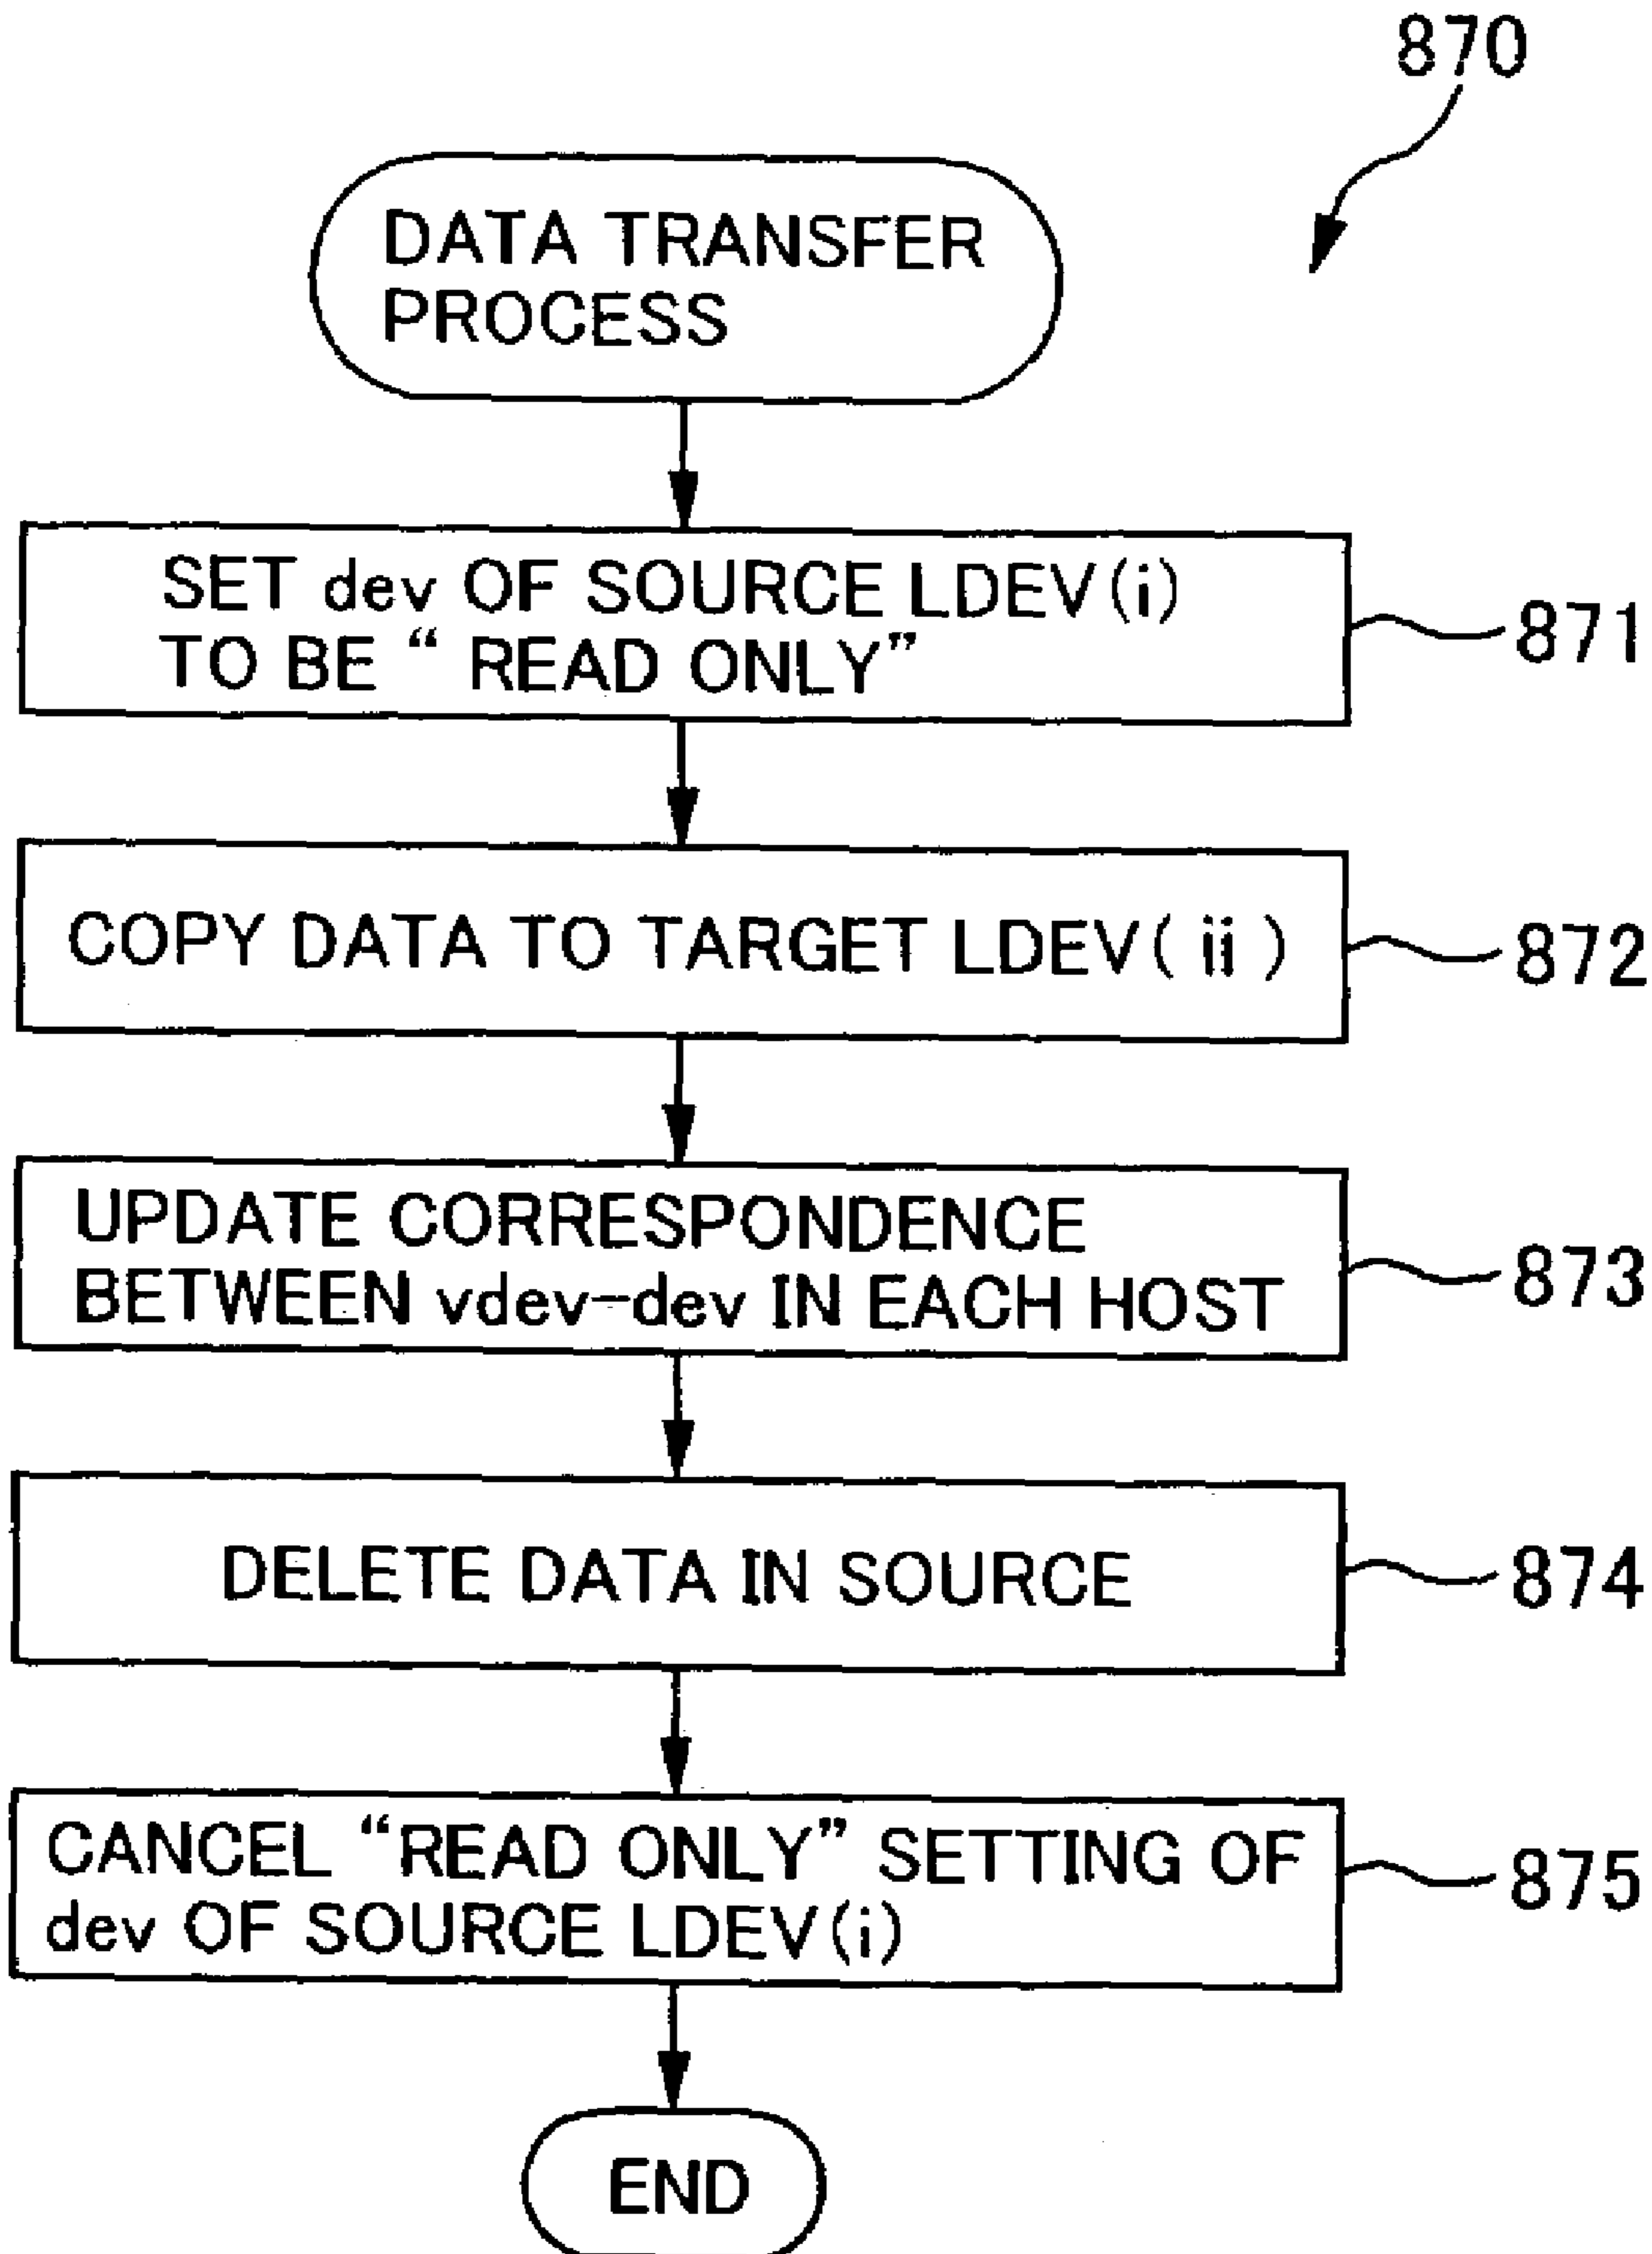 870
DATA TRANSFER
PROCESS
SET dev OF SOURCE LDEV(i)
TO BE “ READ ONLY”
871
COPY DATA TO TARGET LDEV( ii )
872
UPDATE CORRESPONDENCE
BETWEEN vdev-dev IN EACH HOST
873
DELETE DATA IN SOURCE
874
CANCEL “READ ONLY” SETTING OF
dev OF SOURCE LDEV(i)
875
END